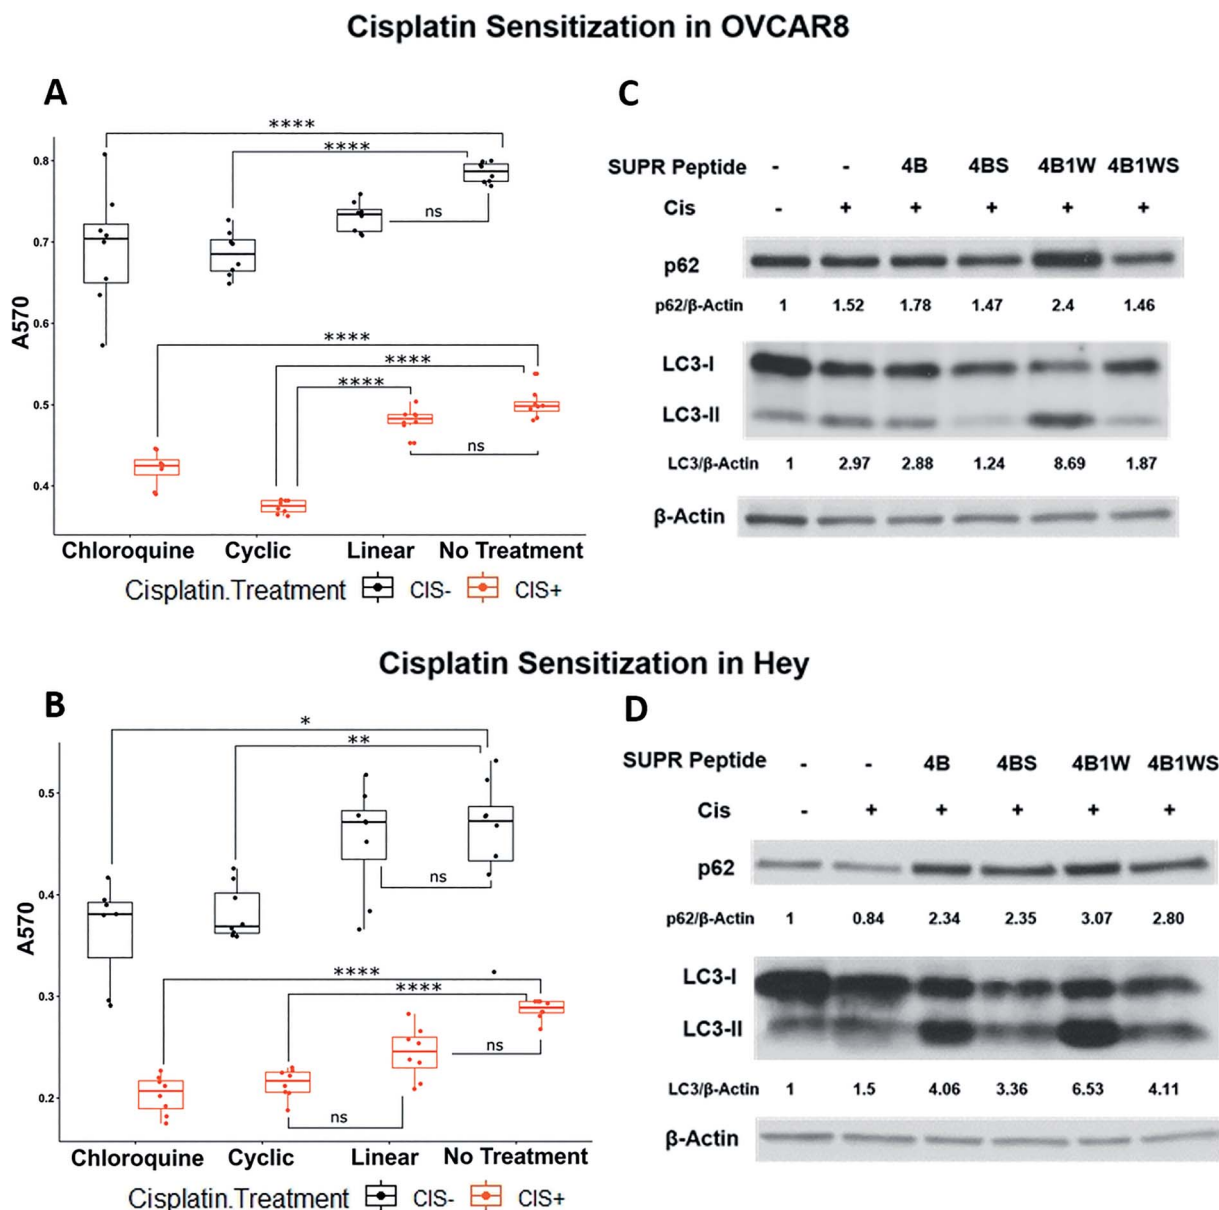 Cisplatin Sensitization in OVCAR8
A
****
****
0.8
ns
0.7
A570
0.6
****
****
****
0.5
ns
0.4
Chloroquine Cyclic Linear No Treatment
Cisplatin.Treatment CIS- CIS+
C
SUPR Peptide - - 4B 4BS 4B1W 4B1WS
Cis - + + + + +
p62
p62/β-Actin 1 1.52 1.78 1.47 2.4 1.46
LC3-I
LC3-II
LC3/β-Actin 1 2.97 2.88 1.24 8.69 1.87
β-Actin
Cisplatin Sensitization in Hey
B
*
**
0.5
ns
0.4
A570
****
****
0.3
ns
0.2
ns
Chloroquine Cyclic Linear No Treatment
Cisplatin.Treatment CIS- CIS+
D
SUPR Peptide - - 4B 4BS 4B1W 4B1WS
Cis - + + + + +
p62
p62/β-Actin 1 0.84 2.34 2.35 3.07 2.80
LC3-I
LC3-II
LC3/β-Actin 1 1.5 4.06 3.36 6.53 4.11
β-Actin